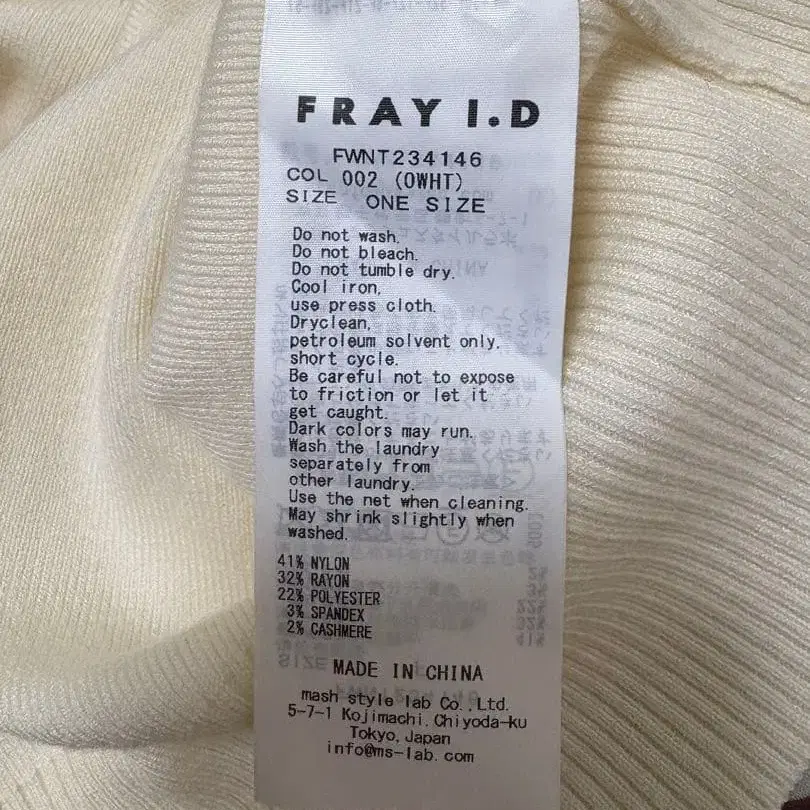 FRAY I.D
FWNT234146
COL 002 (OWHT)
SIZE ONE SIZE
Do not wash.
Do not bleach.
Do not tumble dry.
Cool iron,
use press cloth.
Dryclean,
petroleum solvent only.
short cycle.
Be careful not to expose
to friction or let it
get caught.
Dark colors may run.
Wash the laundry
separately from
other laundry.
Use the net when cleaning.
May shrink slightly when
washed.
41% NYLON
32% RAYON
22% POLYESTER
3% SPANDEX
2% CASHMERE
MADE IN CHINA
mash style lab Co., Ltd.
5-7-1 Kojimachi, Chiyoda-ku
Tokyo, Japan
info@ms-lab.com